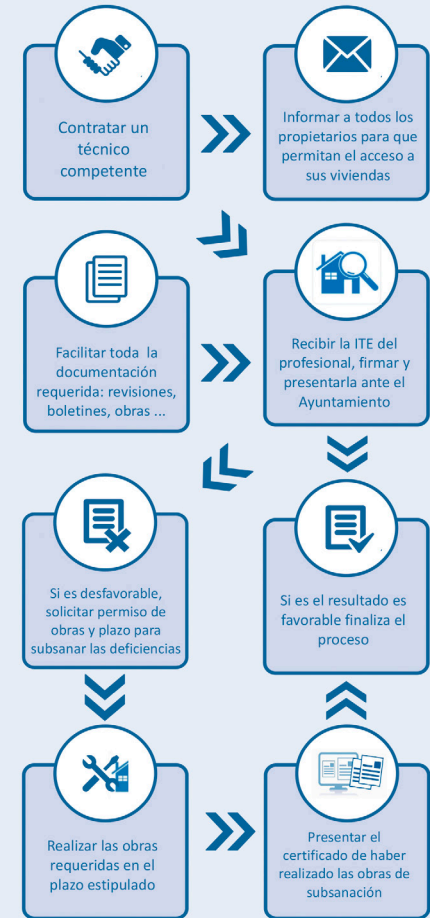 Contratar un
técnico
competente
Informar a todos los
propietarios para que
permitan el acceso a
sus viviendas
Facilitar toda la
documentación
requerida: revisiones,
boletines, obras ...
Recibir la ITE del
profesional, firmar y
presentarla ante el
Ayuntamiento
Si es desfavorable,
solicitar permiso de
obras y plazo para
subsanar las deficiencias
Si es el resultado es
favorable finaliza el
proceso
Realizar las obras
requeridas en el
plazo estipulado
Presentar el
certificado de haber
realizado las obras de
subsanación